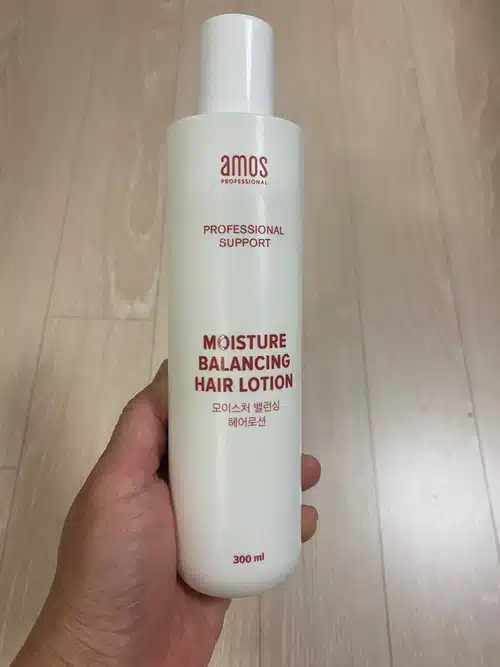 amos
PROFESSIONAL
PROFESSIONAL
SUPPORT
MOISTURE
BALANCING
HAIR LOTION
모이스처 밸런싱
헤어로션
300 ml